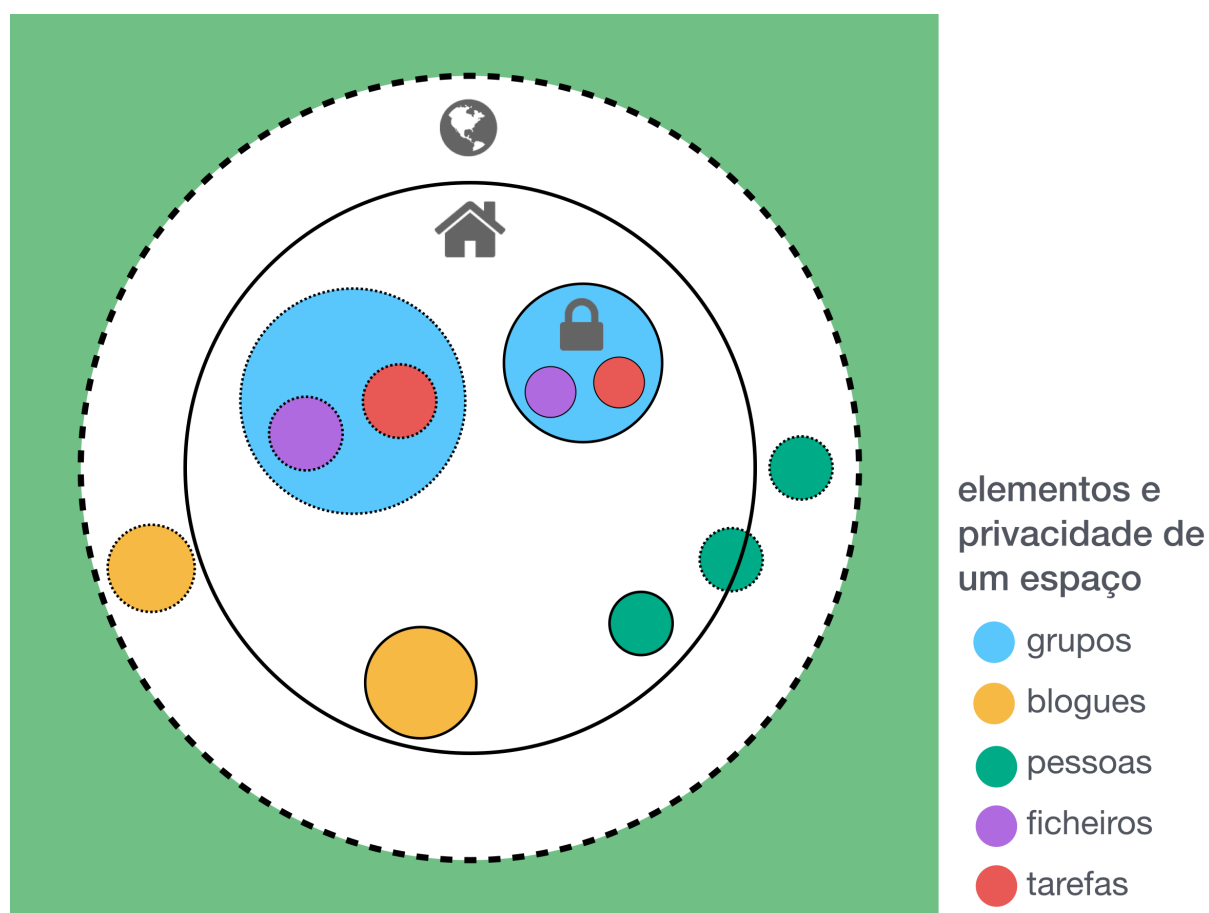 elementos e
privacidade de
um espaço
grupos
blogues
pessoas
ficheiros
tarefas